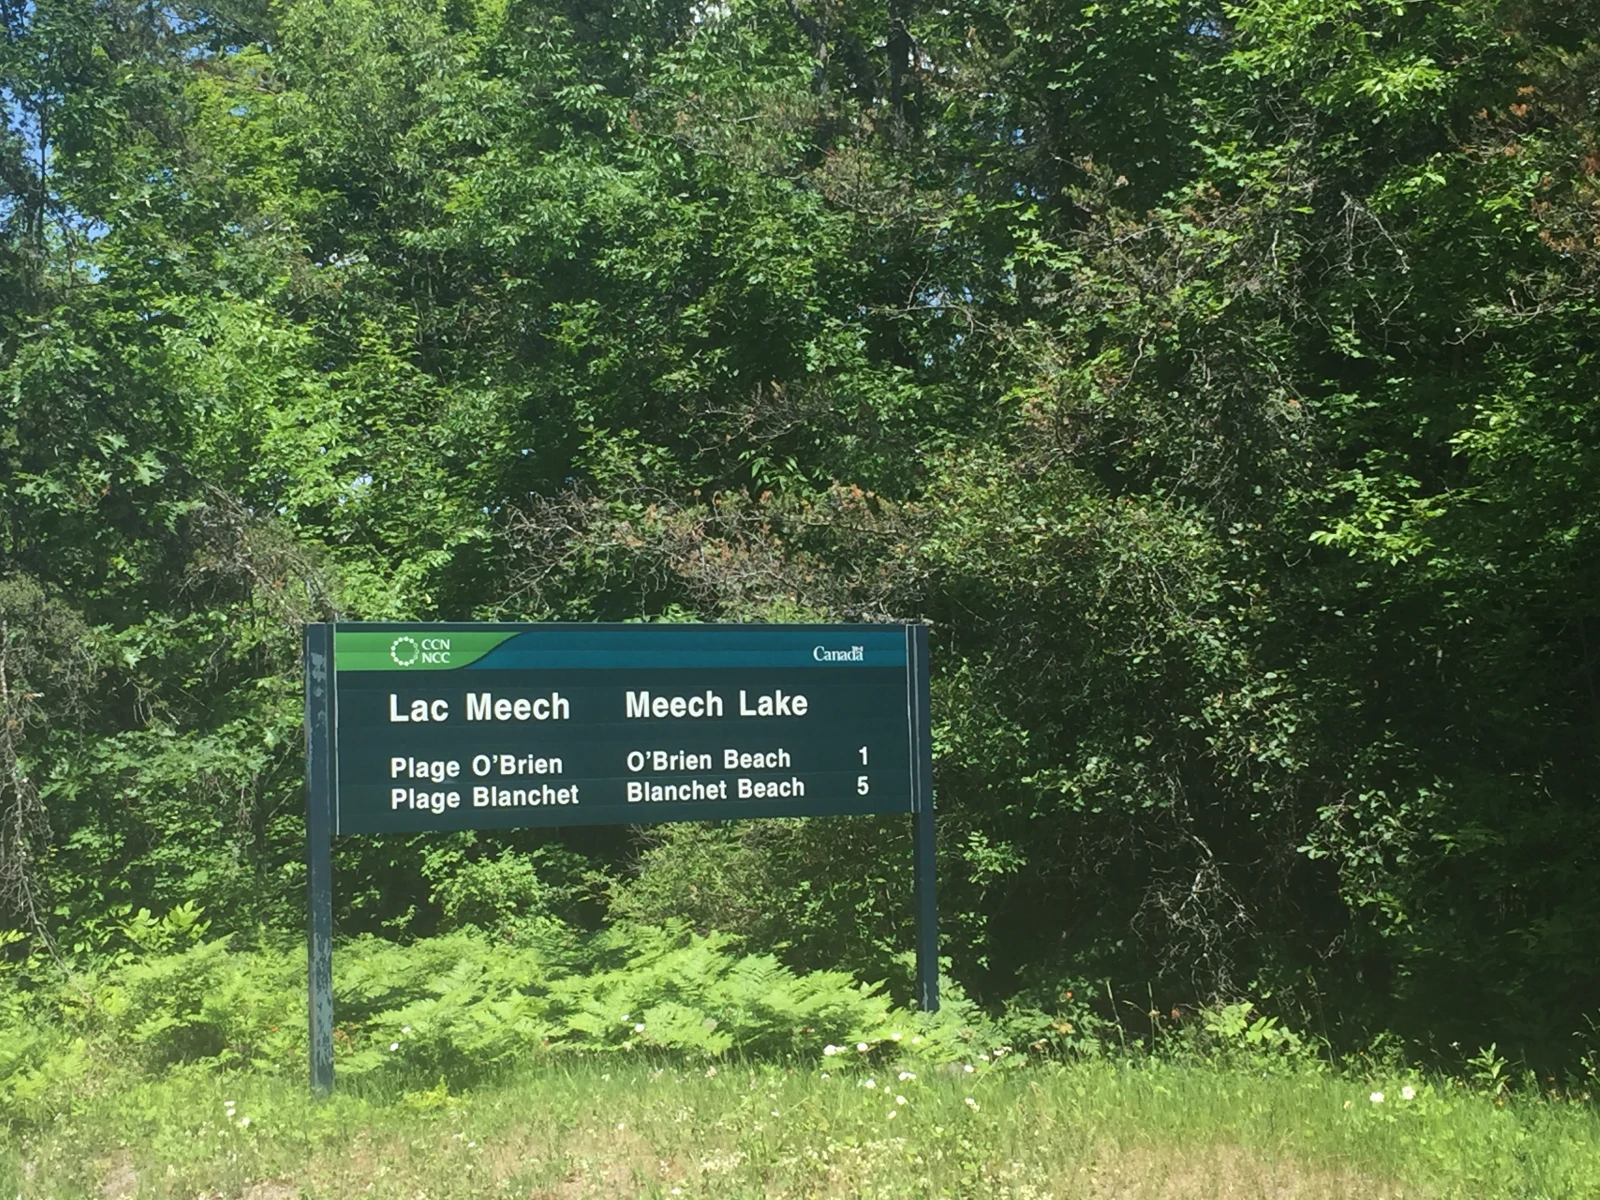 CCN
NCC
Canada
Lac Meech Meech Lake
Plage O'Brien O'Brien Beach 1
Plage Blanchet Blanchet Beach 5